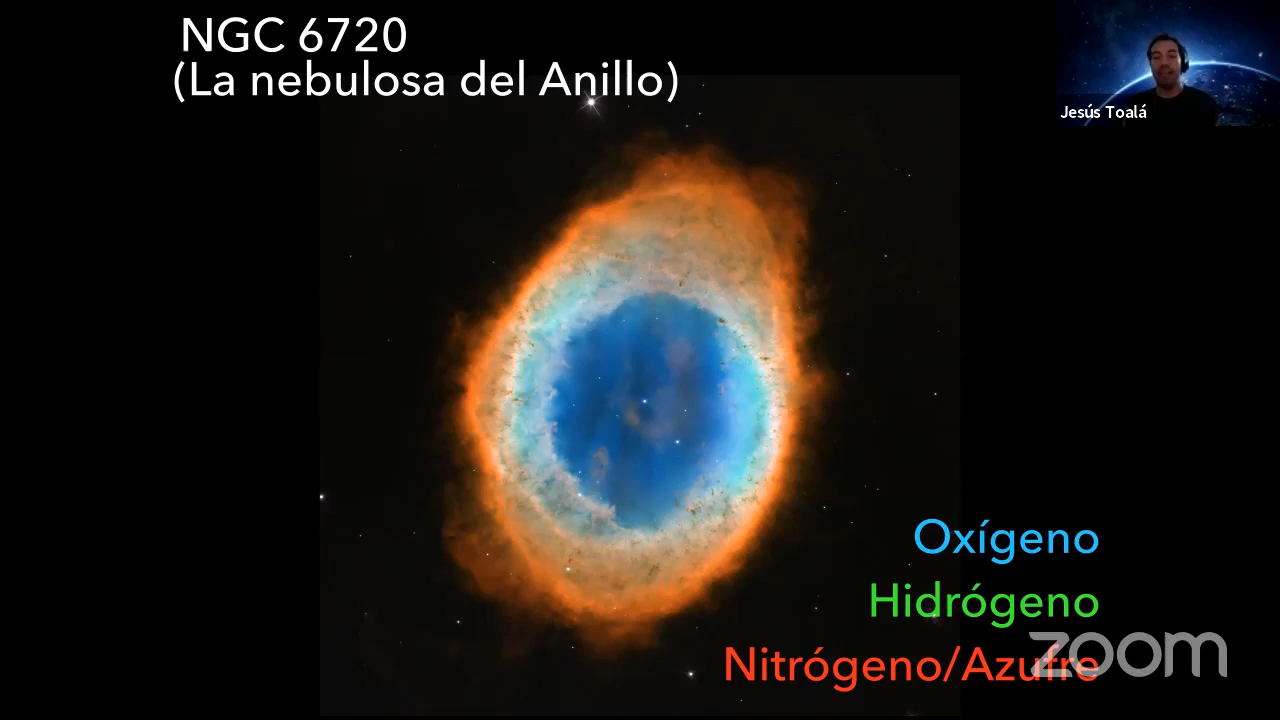 NGC 6720
(La nebulosa del Anillo)
Jesús Toalá
Oxígeno
Hidrógeno
Nitrógeno/Azufre
zoom